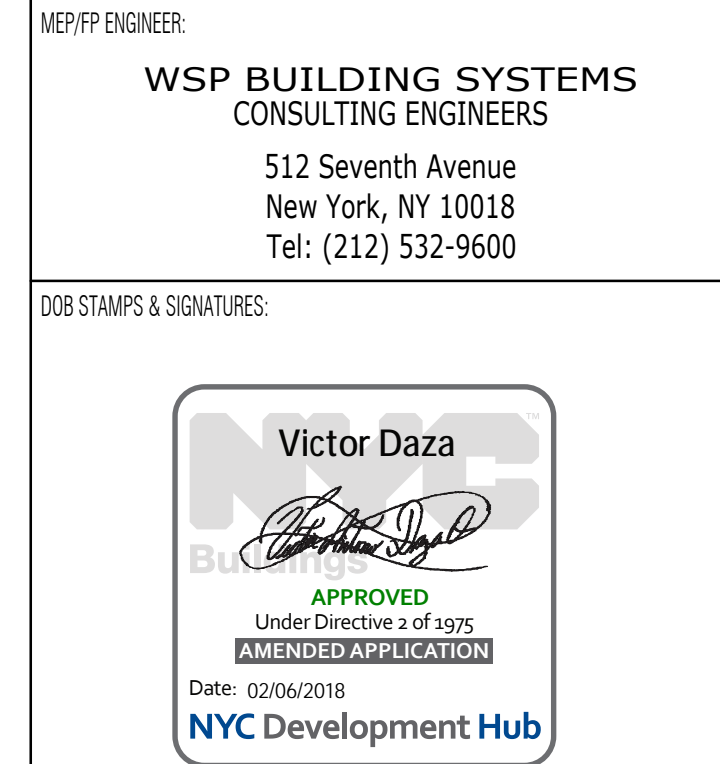 MEP/FP ENGINEER:
WSP BUILDING SYSTEMS
CONSULTING ENGINEERS
512 Seventh Avenue
New York, NY 10018
Tel: (212) 532-9600
DOB STAMPS & SIGNATURES:
NYC
TM
Victor Daza
Buildings
APPROVED
Under Directive 2 of 1975
AMENDED APPLICATION
Date: 02/06/2018
NYC Development Hub